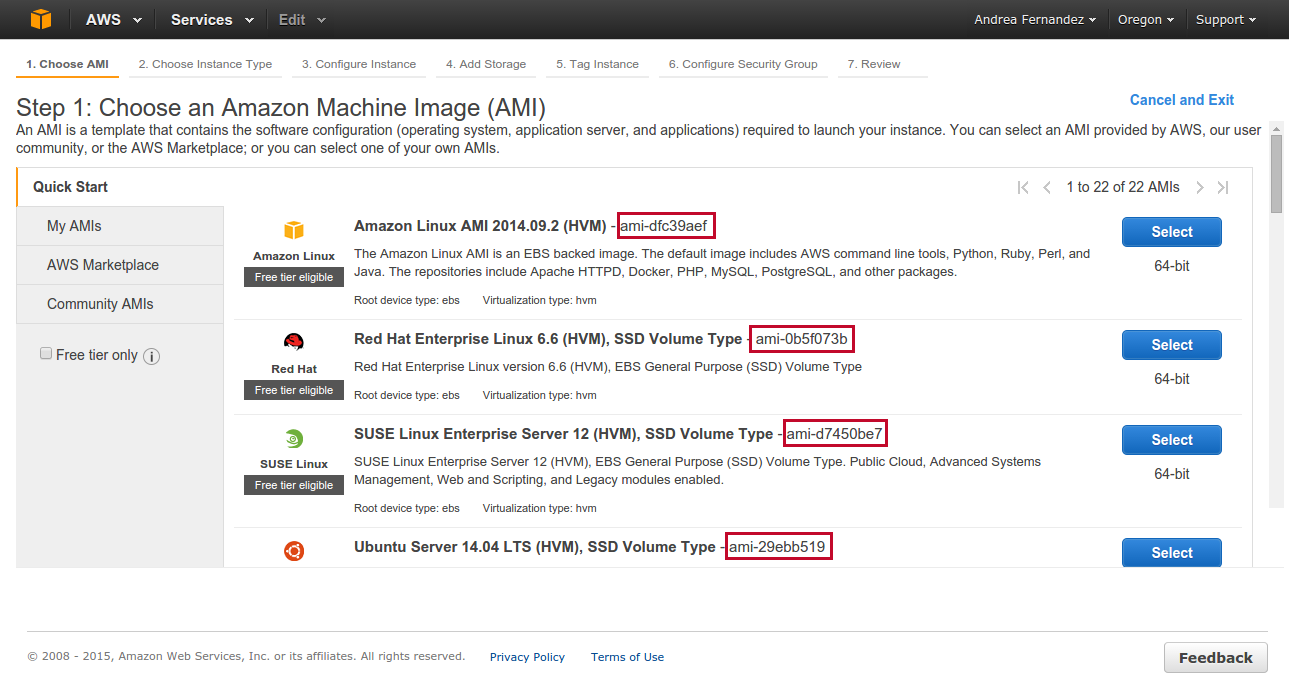 AWS Services Edit Andrea Fernandez Oregon Support
1. Choose AMI 2. Choose Instance Type 3. Configure Instance 4. Add Storage 5. Tag Instance 6. Configure Security Group 7. Review
Step 1: Choose an Amazon Machine Image (AMI)
Cancel and Exit
An AMI is a template that contains the software configuration (operating system, application server, and applications) required to launch your instance. You can select an AMI provided by AWS, our user
community, or the AWS Marketplace; or you can select one of your own AMIs.
Quick Start
1 to 22 of 22 AMIs
My AMIs
AWS Marketplace
Community AMIs
Free tier only
Amazon Linux
Free tier eligible
Amazon Linux AMI 2014.09.2 (HVM) - ami-dfc39aef
The Amazon Linux AMI is an EBS backed image. The default image includes AWS command line tools, Python, Ruby, Perl, and
Java. The repositories include Apache HTTPD, Docker, PHP, MySQL, PostgreSQL, and other packages.
Root device type: ebs Virtualization type: hvm
Select
64-bit
Red Hat
Free tier eligible
Red Hat Enterprise Linux 6.6 (HVM), SSD Volume Type - ami-0b5f073b
Red Hat Enterprise Linux version 6.6 (HVM), EBS General Purpose (SSD) Volume Type
Root device type: ebs Virtualization type: hvm
Select
64-bit
SUSE Linux
Free tier eligible
SUSE Linux Enterprise Server 12 (HVM), SSD Volume Type - ami-d7450be7
SUSE Linux Enterprise Server 12 (HVM), EBS General Purpose (SSD) Volume Type. Public Cloud, Advanced Systems
Management, Web and Scripting, and Legacy modules enabled.
Root device type: ebs Virtualization type: hvm
Select
64-bit
Ubuntu Server 14.04 LTS (HVM), SSD Volume Type - ami-29ebb519
Select
© 2008 - 2015, Amazon Web Services, Inc. or its affiliates. All rights reserved. Privacy Policy Terms of Use
Feedback